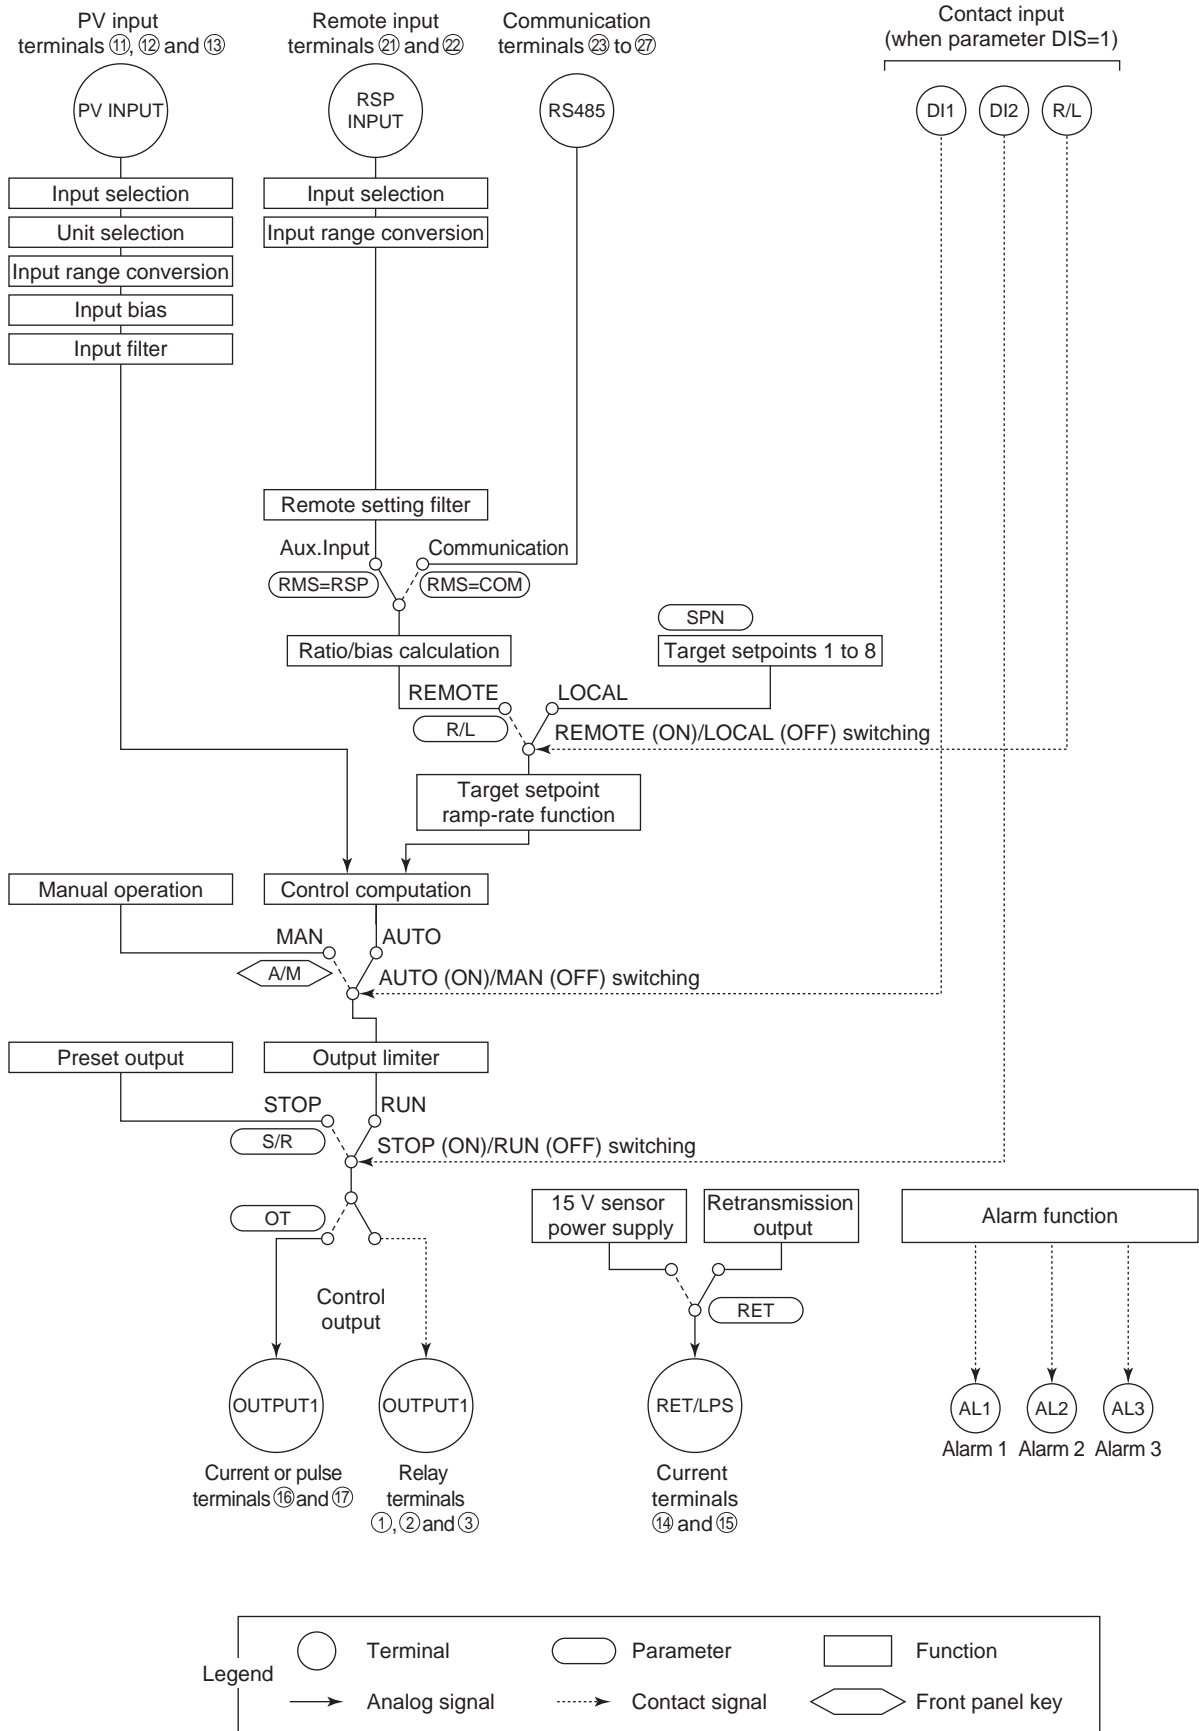 PV input
terminals ⑪, ⑫ and ⑬
Remote input
terminals ㉑ and ㉒
Communication
terminals ㉓ to ㉗
Contact input
(when parameter DIS=1)
PV INPUT
RSP
INPUT
RS485
DI1
DI2
R/L
Input selection
Unit selection
Input range conversion
Input bias
Input filter
Input selection
Input range conversion
Remote setting filter
Aux.Input
Communication
RMS=RSP
RMS=COM
SPN
Ratio/bias calculation
Target setpoints 1 to 8
REMOTE
LOCAL
R/L
REMOTE (ON)/LOCAL (OFF) switching
Target setpoint
ramp-rate function
Manual operation
Control computation
MAN
AUTO
A/M
AUTO (ON)/MAN (OFF) switching
Preset output
Output limiter
STOP
RUN
S/R
STOP (ON)/RUN (OFF) switching
OT
15 V sensor
power supply
Retransmission
output
Alarm function
Control
output
RET
OUTPUT1
OUTPUT1
RET/LPS
AL1
AL2
AL3
Alarm 1
Alarm 2
Alarm 3
Current or pulse
terminals ⑯ and ⑰
Relay
terminals
①, ② and ③
Current
terminals
⑭ and ⑮
Legend
Terminal
Parameter
Function
Analog signal
Contact signal
Front panel key